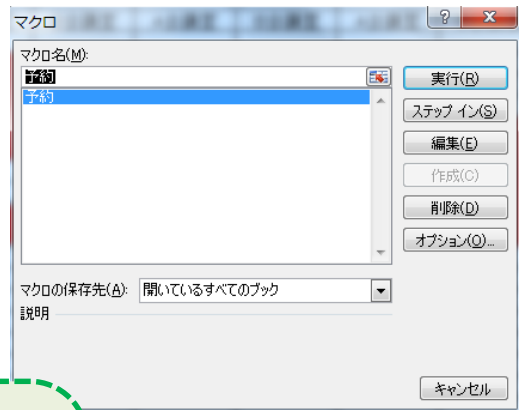 マクロ
マクロ名(M):
予約
予約
実行(R)
ステップ イン(S)
編集(E)
作成(C)
削除(D)
オプション(O)...
マクロの保存先(A): 開いているすべてのブック
説明
キャンセル